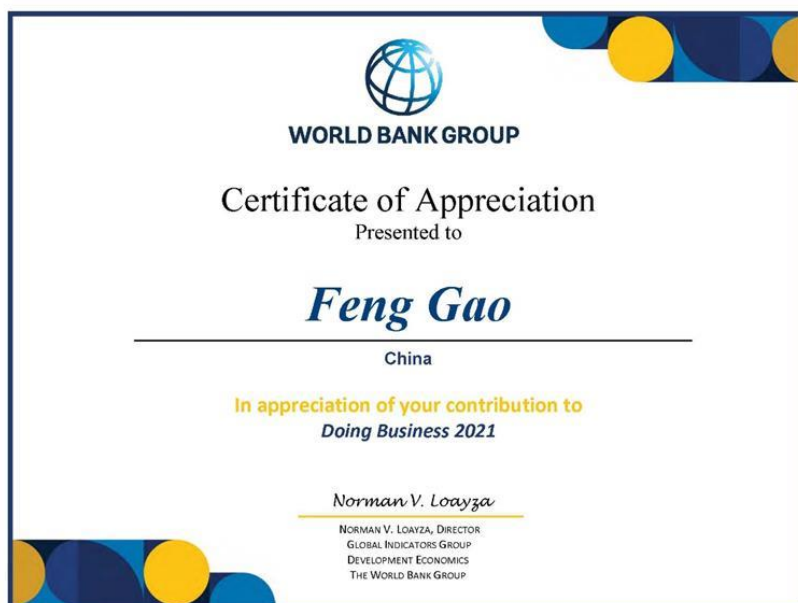 WORLD BANK GROUP
Certificate of Appreciation
Presented to
Feng Gao
China
In appreciation of your contribution to
Doing Business 2021
Norman V. Loayza
NORMAN V. LOAYZA, DIRECTOR
GLOBAL INDICATORS GROUP
DEVELOPMENT ECONOMICS
THE WORLD BANK GROUP